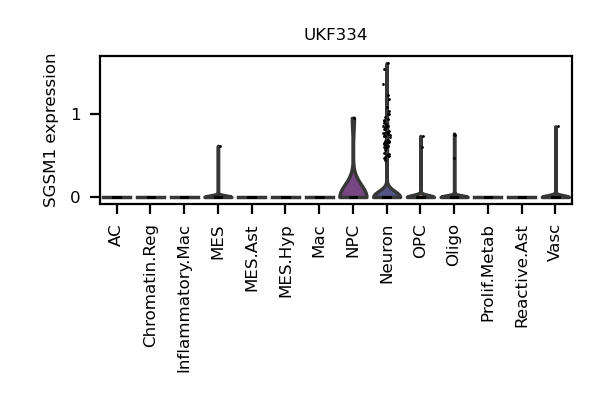 UKF334
SGSM1 expression
1
0
AC
Chromatin.Reg
Inflammatory.Mac
MES
MES.Ast
MES.Hyp
Mac
NPC
Neuron
OPC
Oligo
Prolif.Metab
Reactive.Ast
Vasc